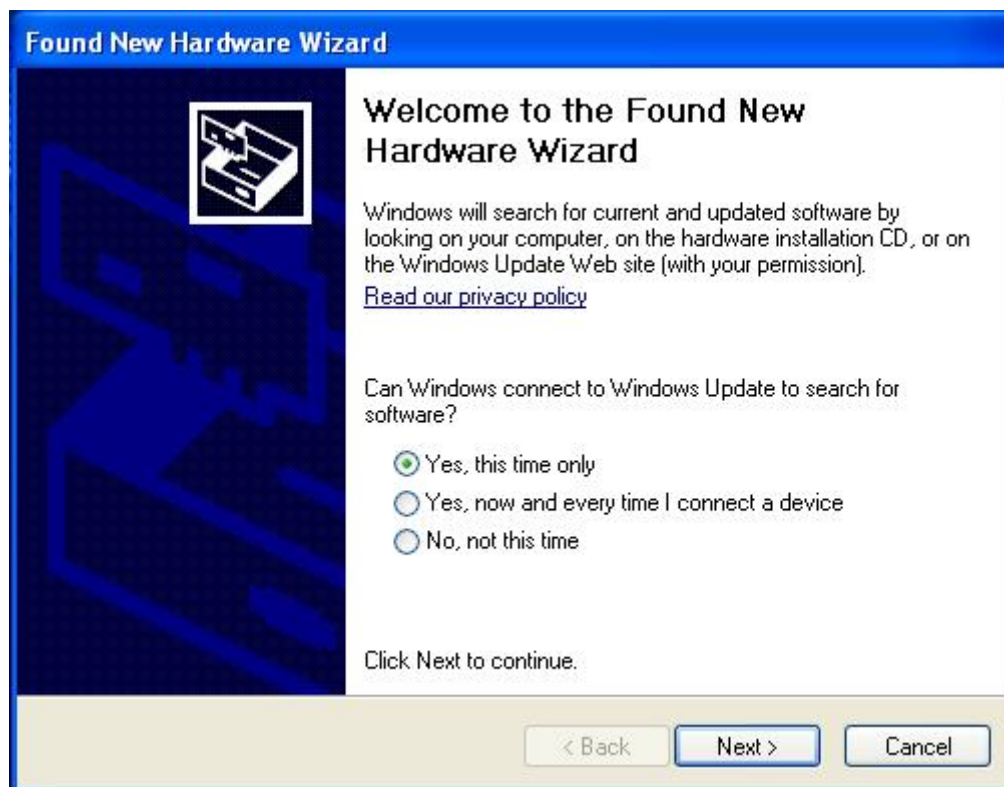 Found New Hardware Wizard
Welcome to the Found New
Hardware Wizard
Windows will search for current and updated software by
looking on your computer, on the hardware installation CD, or on
the Windows Update Web site (with your permission).
Read our privacy policy
Can Windows connect to Windows Update to search for
software?
Yes, this time only
Yes, now and every time I connect a device
No, not this time
Click Next to continue.
< Back Next > Cancel